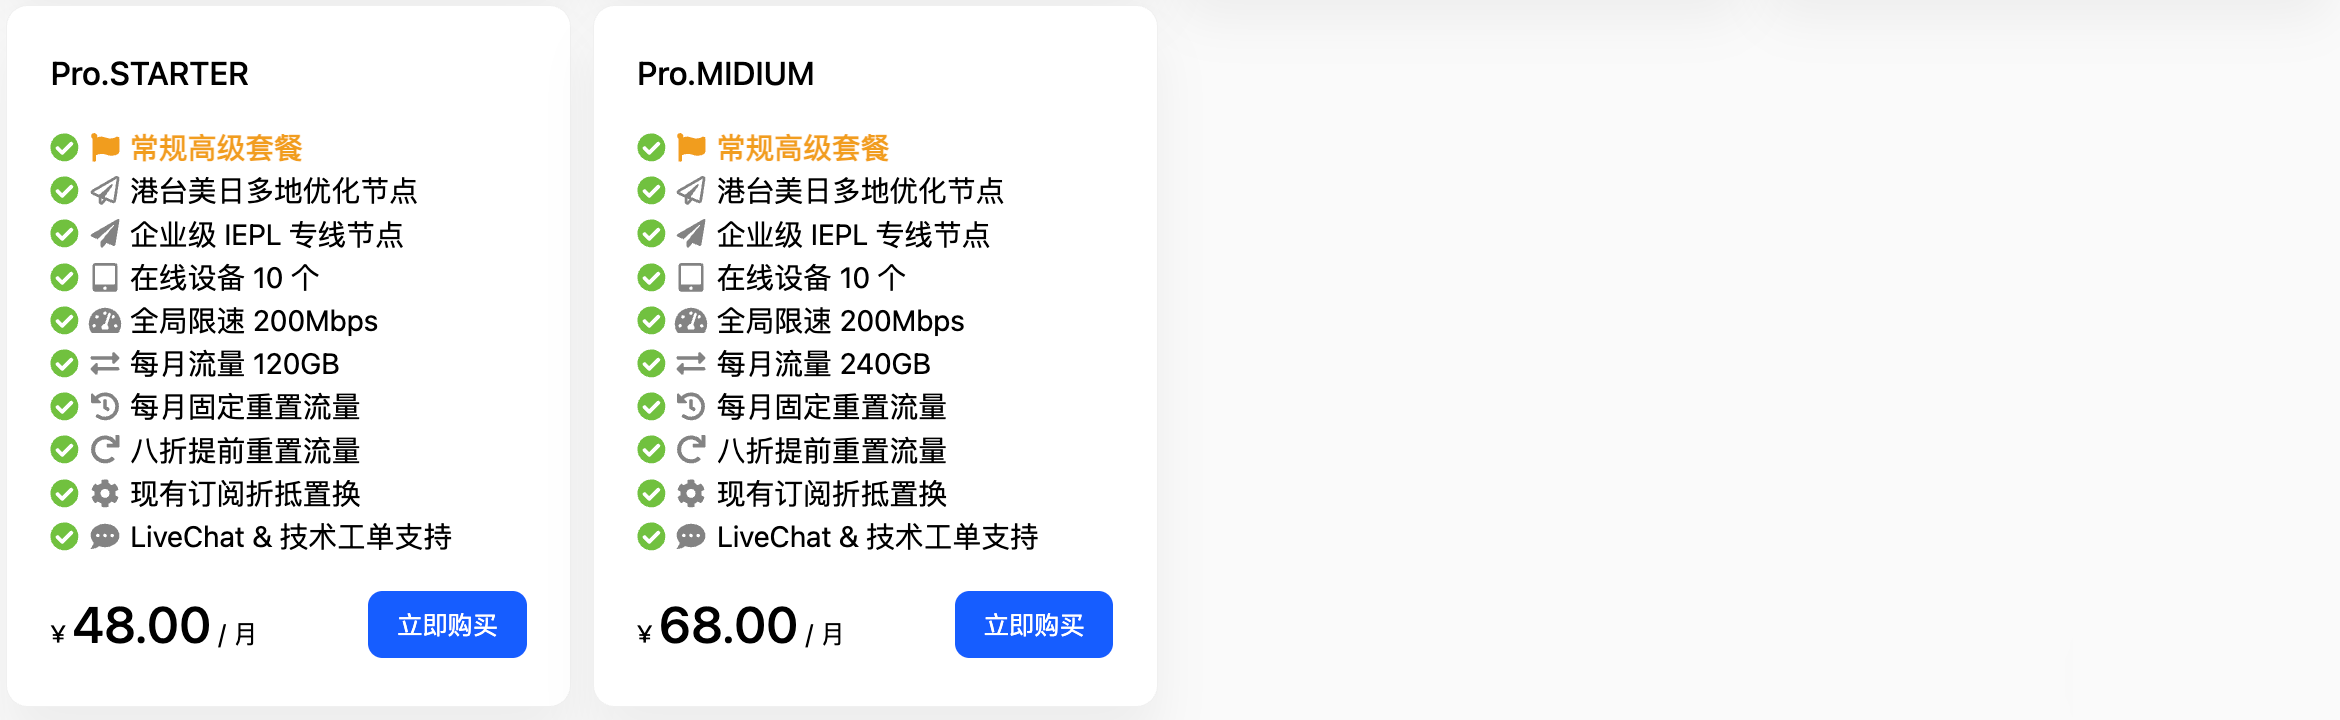 Pro.STARTER
常规高级套餐
港台美日多地优化节点
企业级 IEPL 专线节点
在线设备 10 个
全局限速 200Mbps
每月流量 120GB
每月固定重置流量
八折提前重置流量
现有订阅折抵置换
LiveChat & 技术工单支持
¥ 48.00 / 月
立即购买
Pro.MIDIUM
常规高级套餐
港台美日多地优化节点
企业级 IEPL 专线节点
在线设备 10 个
全局限速 200Mbps
每月流量 240GB
每月固定重置流量
八折提前重置流量
现有订阅折抵置换
LiveChat & 技术工单支持
¥ 68.00 / 月
立即购买